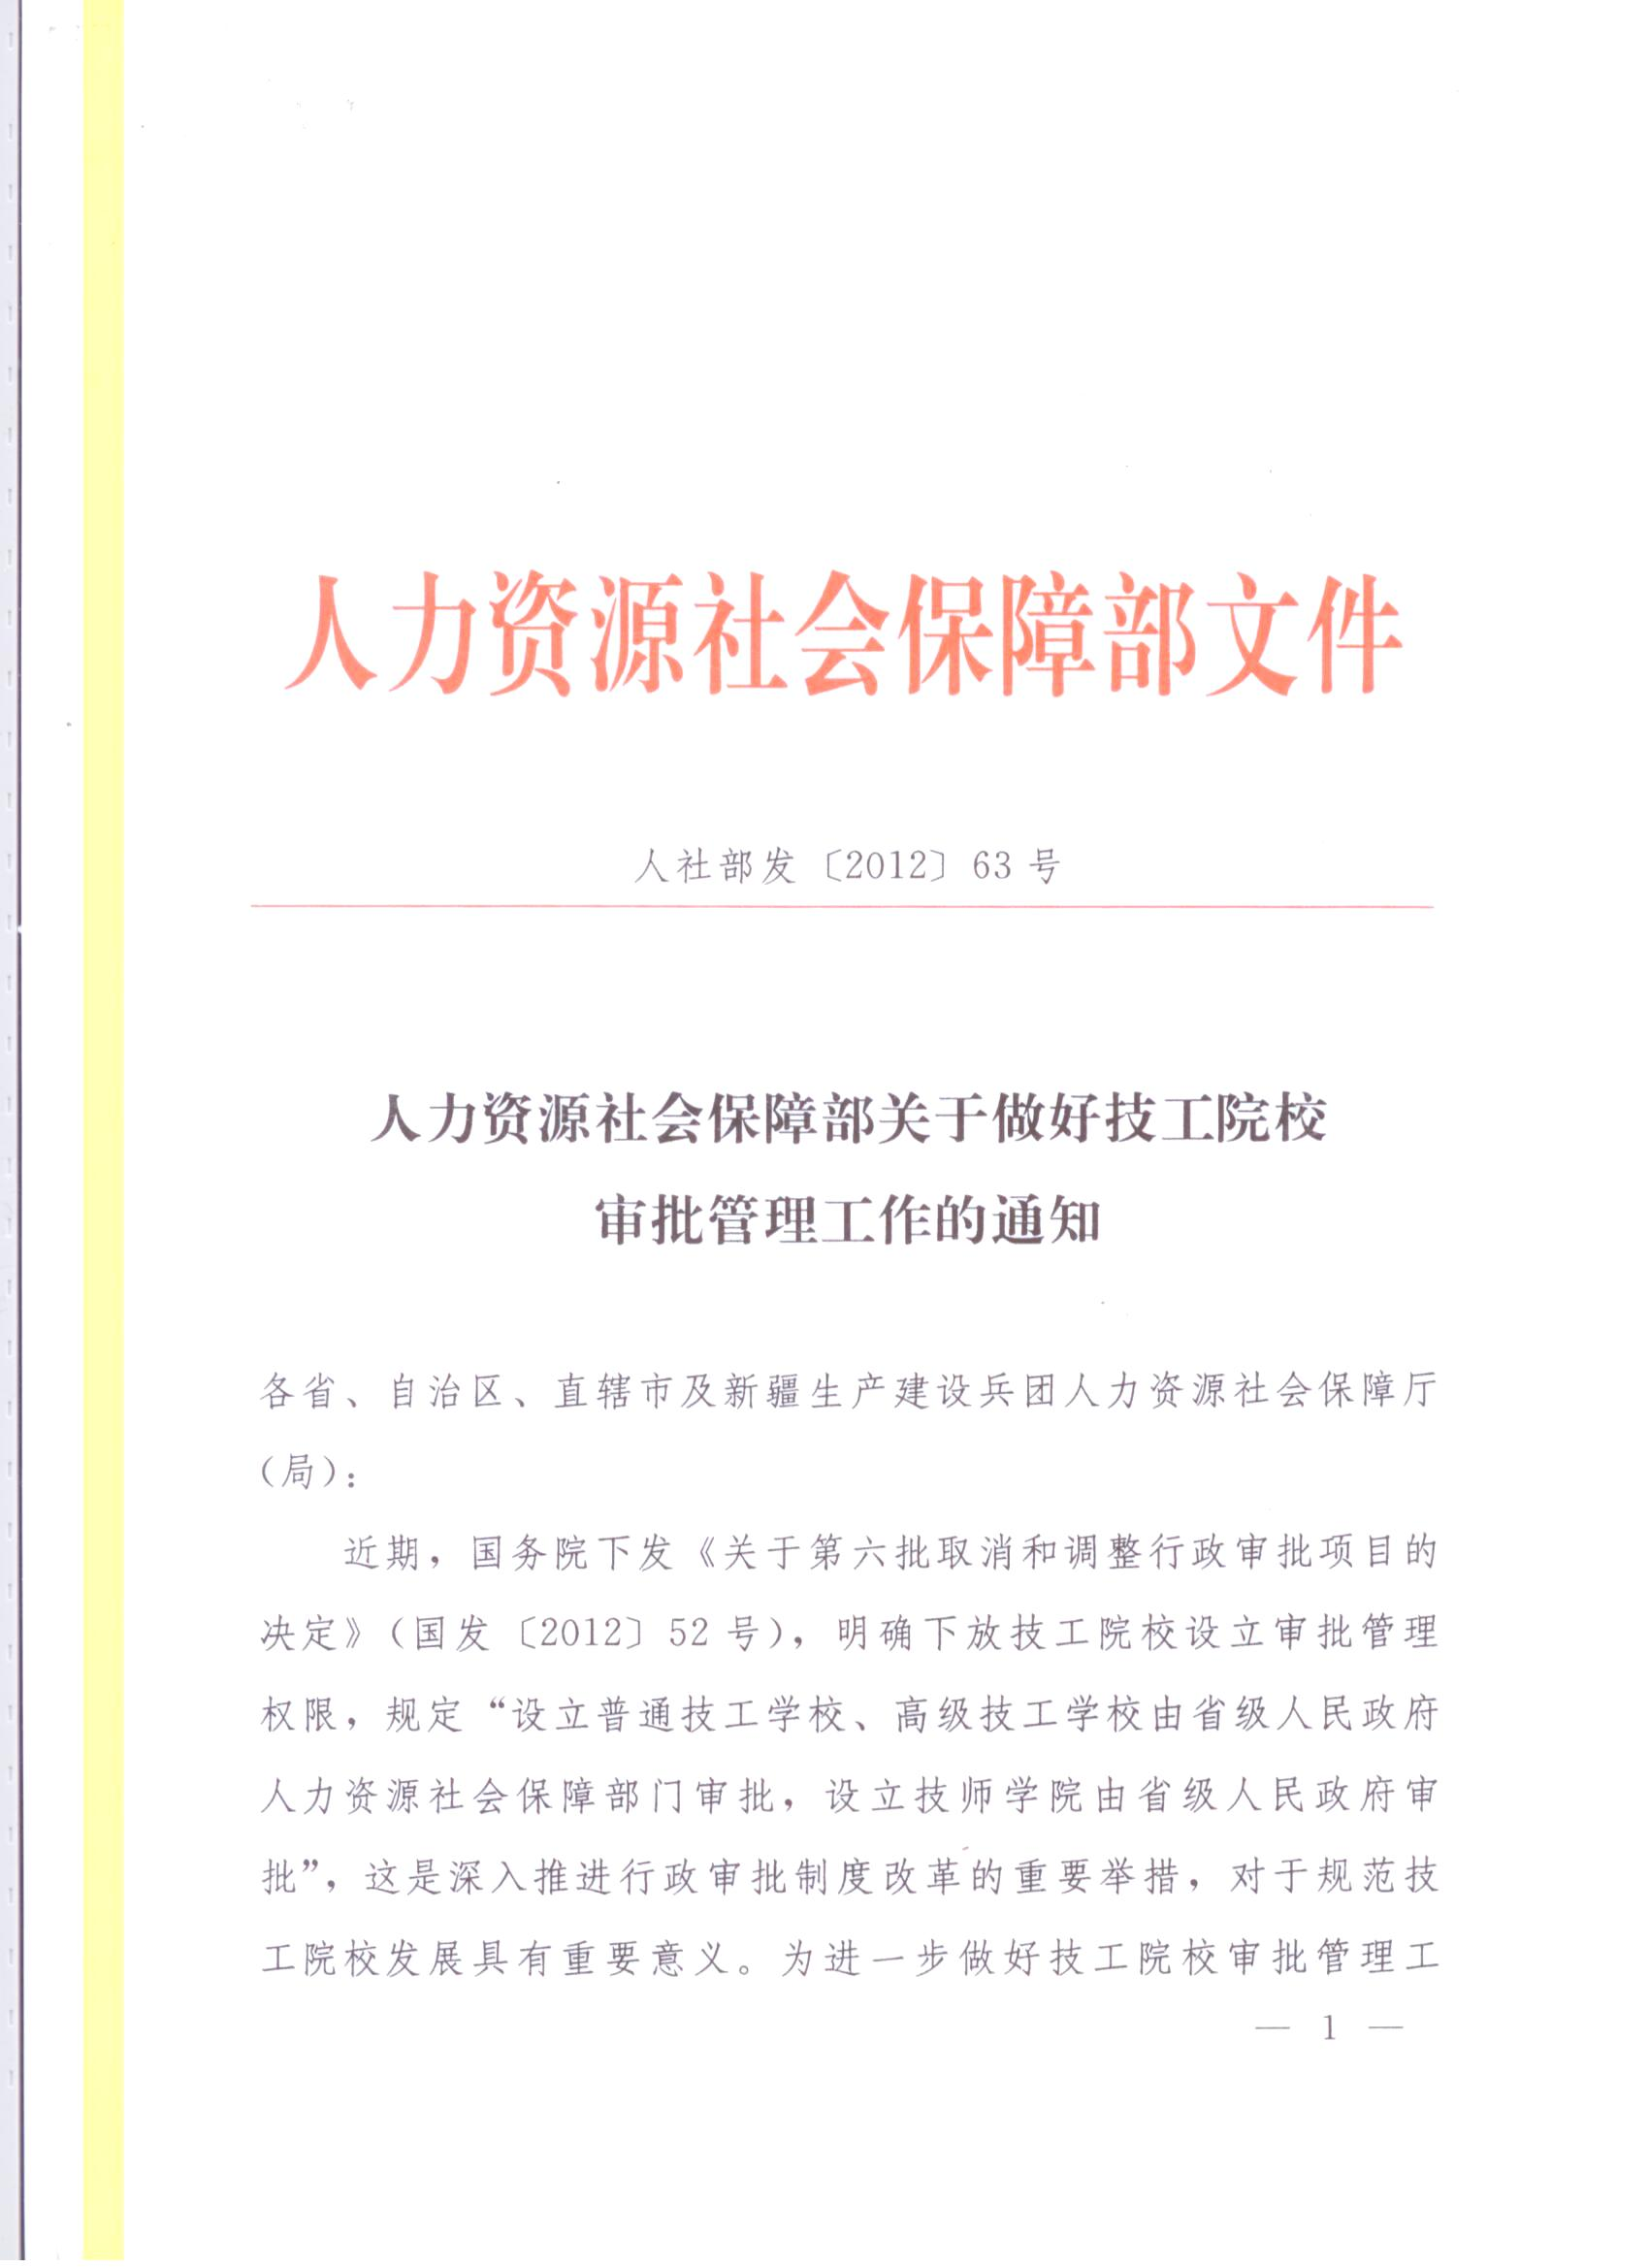 人力资源社会保障部文件
人社部发〔2012〕63 号
人力资源社会保障部关于做好技工院校
审批管理工作的通知
各省、自治区、直辖市及新疆生产建设兵团人力资源社会保障厅
（局）：
近期，国务院下发《关于第六批取消和调整行政审批项目的
决定》（国发〔2012〕52 号），明确下放技工院校设立审批管理
权限，规定“设立普通技工学校、高级技工学校由省级人民政府
人力资源社会保障部门审批，设立技师学院由省级人民政府审
批”，这是深入推进行政审批制度改革的重要举措，对于规范技
工院校发展具有重要意义。为进一步做好技工院校审批管理工
— 1 —